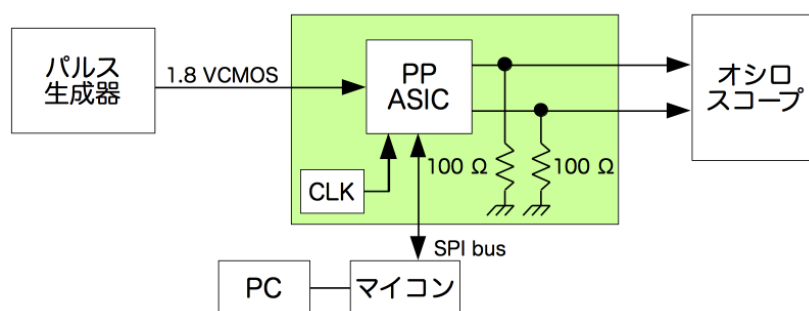 パルス
生成器
1.8 VCMOS
PP
ASIC
オシロ
スコープ
CLK
100 Ω
100 Ω
SPI bus
PC
マイコン